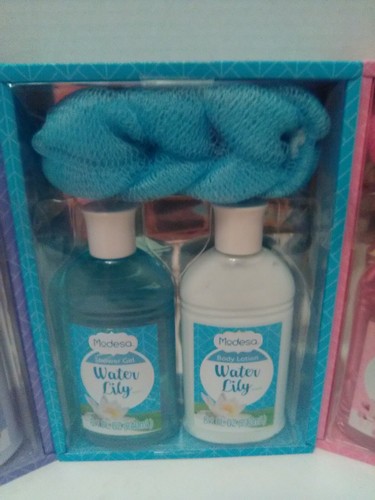 Modesa
Shower Gel
Water
Lily
Modesa
Body Lotion
Water
Lily